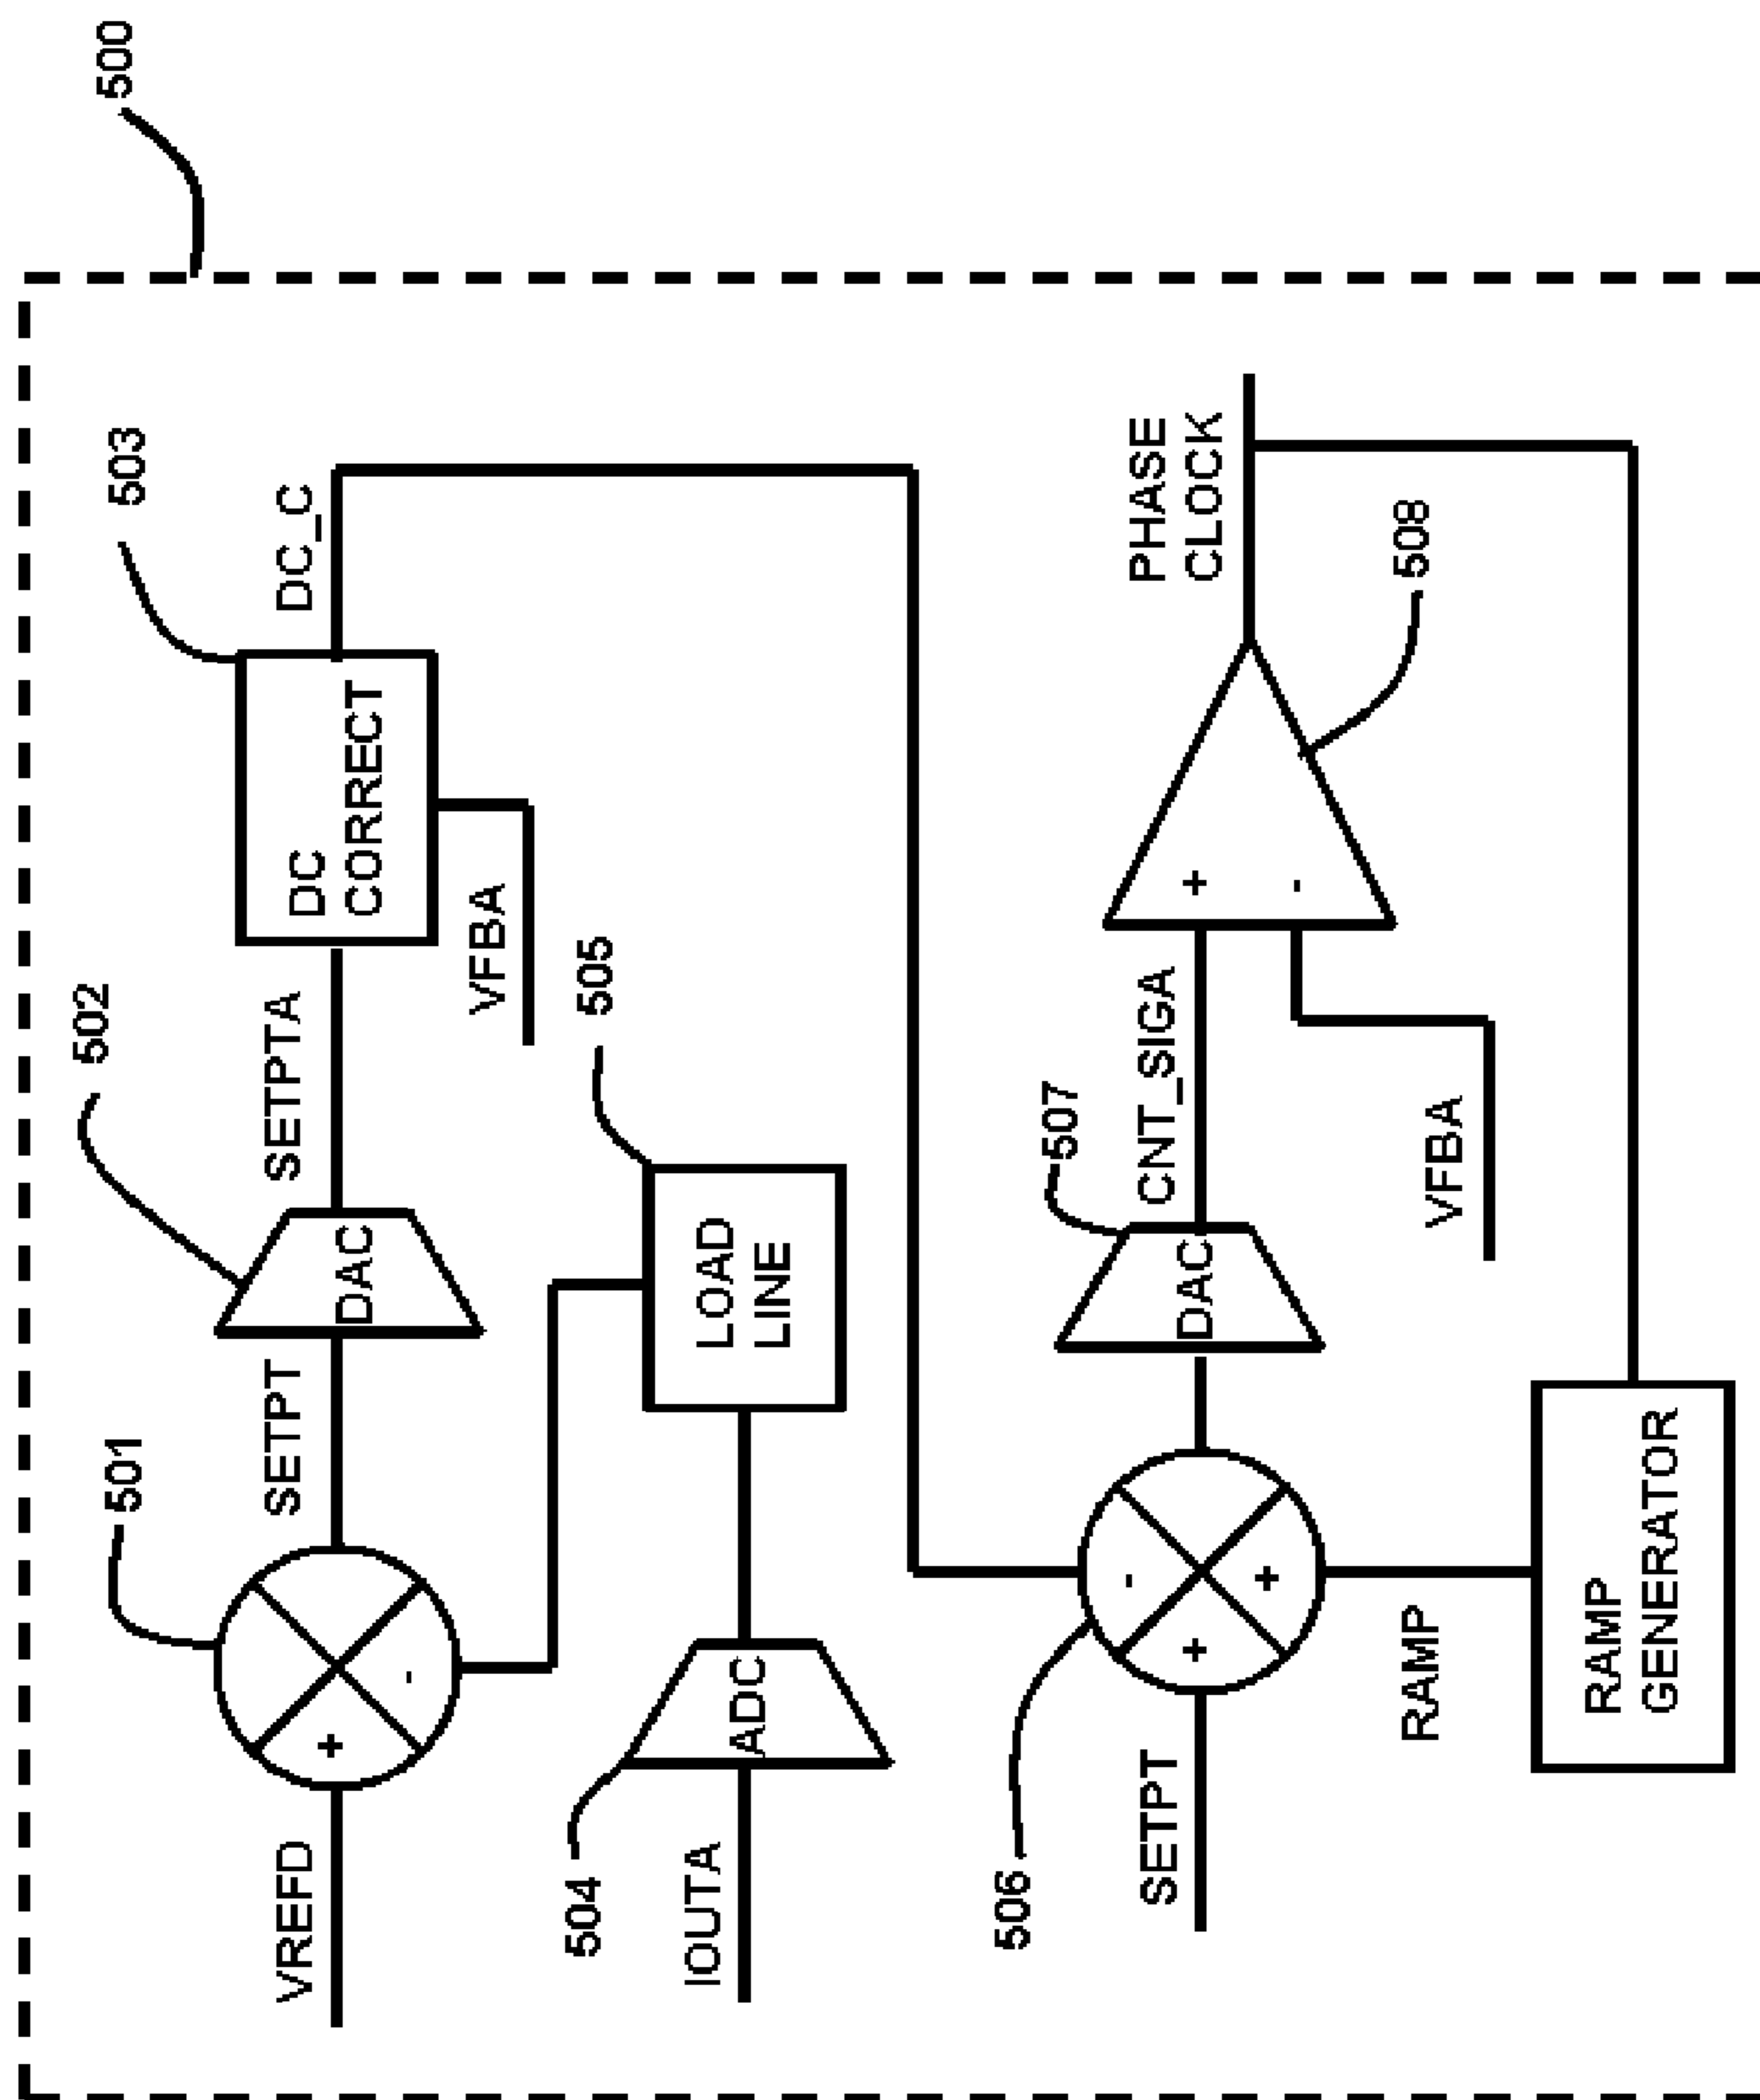 500
503
DC_C
502
SETPTA
DC
CORRECT
501
SETPT
DAC
VREFD
+
-
VFBA
505
504
IOUTA
ADC
LOAD
LINE
PHASE
CLOCK
507
CNT_SIGA
+
-
508
506
SETPT
-
+
+
DAC
VFBA
RAMP
RAMP
GENERATOR